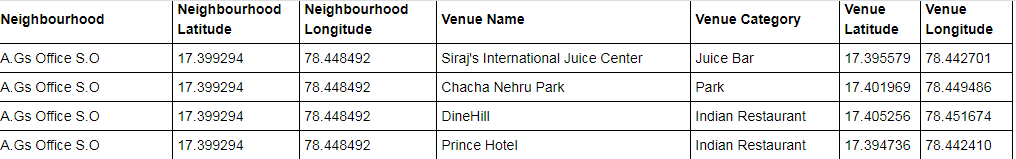 Neighbourhood Neighbourhood Latitude Neighbourhood Longitude Venue Name Venue Category Venue Latitude Venue Longitude
A.Gs Office S.O 17.399294 78.448492 Siraj's International Juice Center Juice Bar 17.395579 78.442701
A.Gs Office S.O 17.399294 78.448492 Chacha Nehru Park Park 17.401969 78.449486
A.Gs Office S.O 17.399294 78.448492 DineHill Indian Restaurant 17.405256 78.451674
A.Gs Office S.O 17.399294 78.448492 Prince Hotel Indian Restaurant 17.394736 78.442410